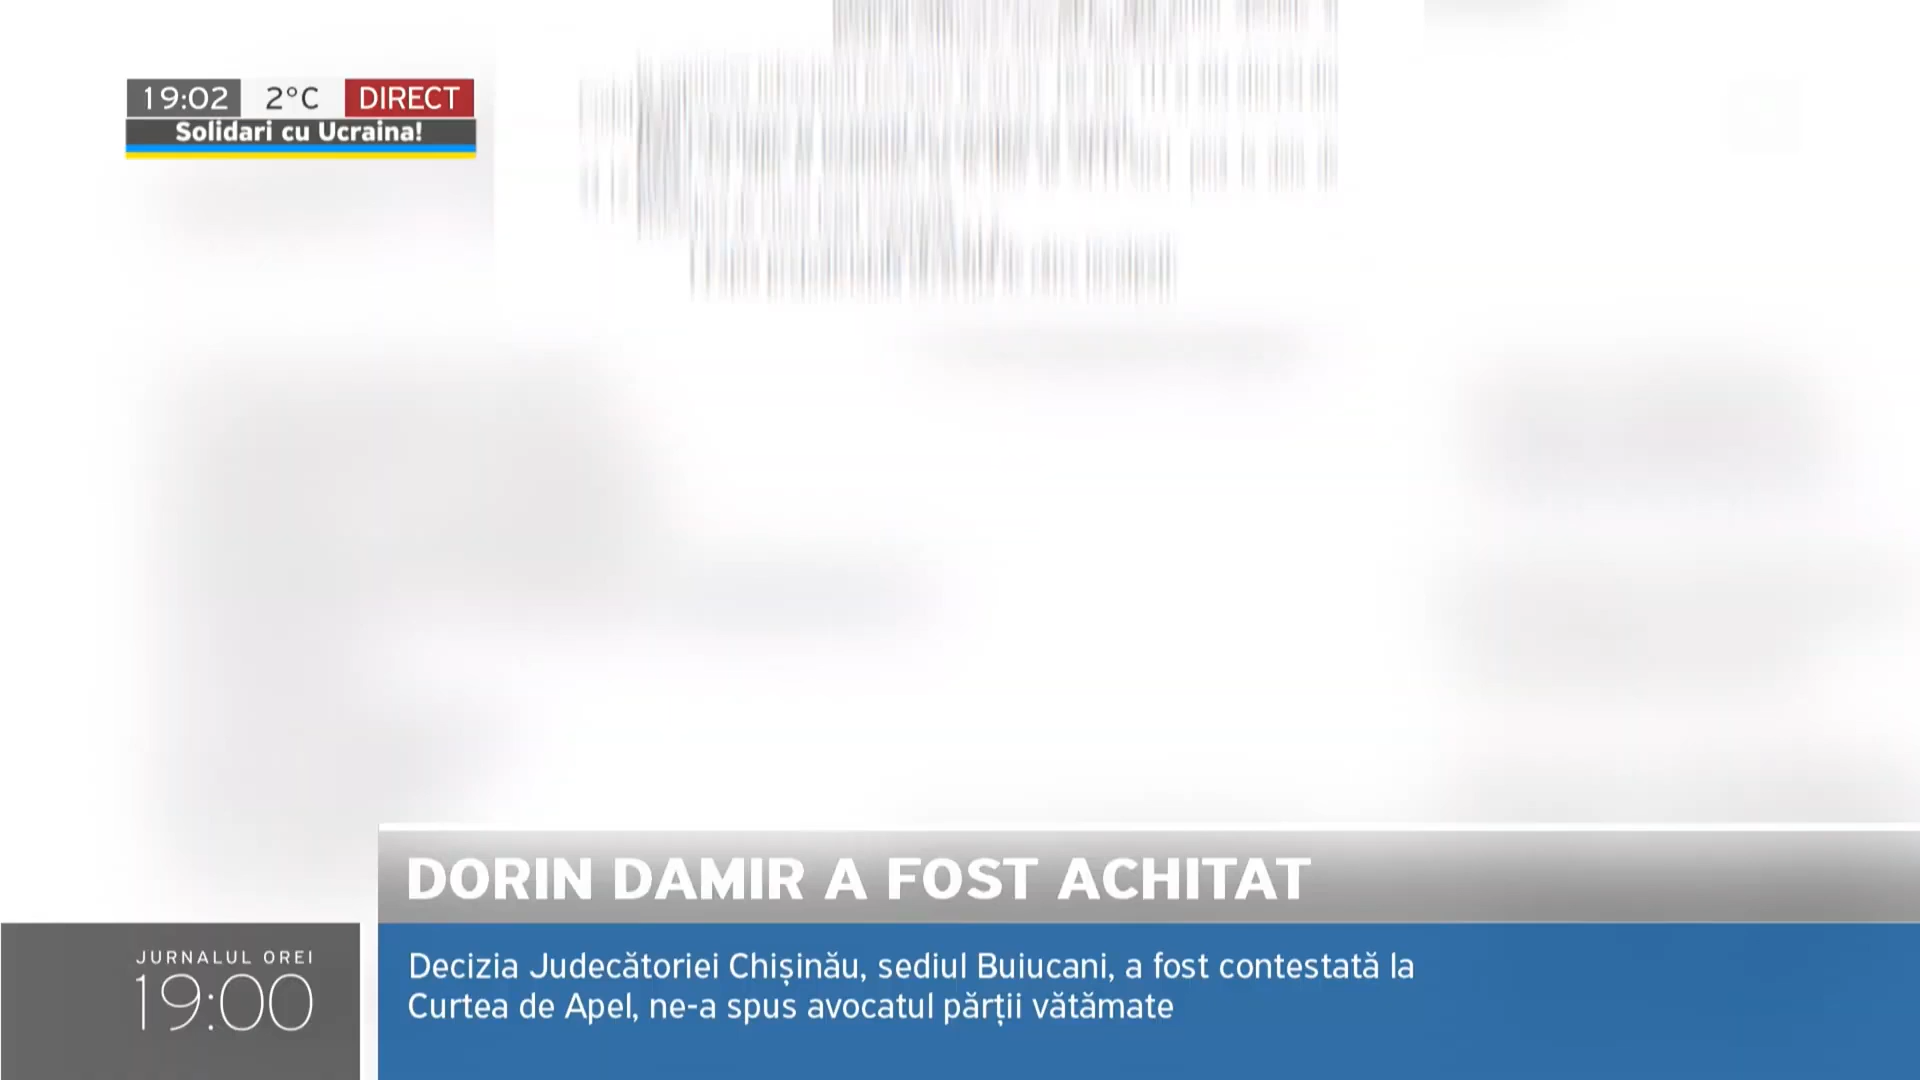 19:02 2°C DIRECT
Solidari cu Ucraina!
DORIN DAMIR A FOST ACHITAT
JURNALUL OREI
19:00
Decizia Judecătoriei Chișinău, sediul Buiucani, a fost contestată la
Curtea de Apel, ne-a spus avocatul părții vătămate